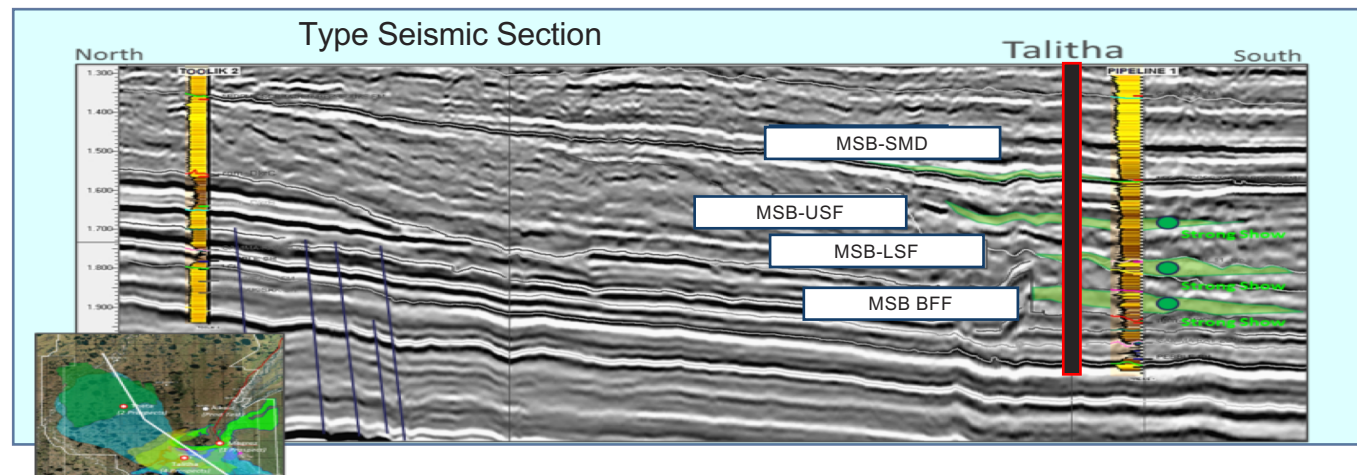 Type Seismic Section
North
Talitha
South
TOOLIK 2
PIPELINE 1
1.300
1.400
1.500
1.600
1.700
1.800
1.900
MSB-SMD
MSB-USF
MSB-LSF
MSB BFF
Strong Show
Strong Show
Strong Show
Talitha